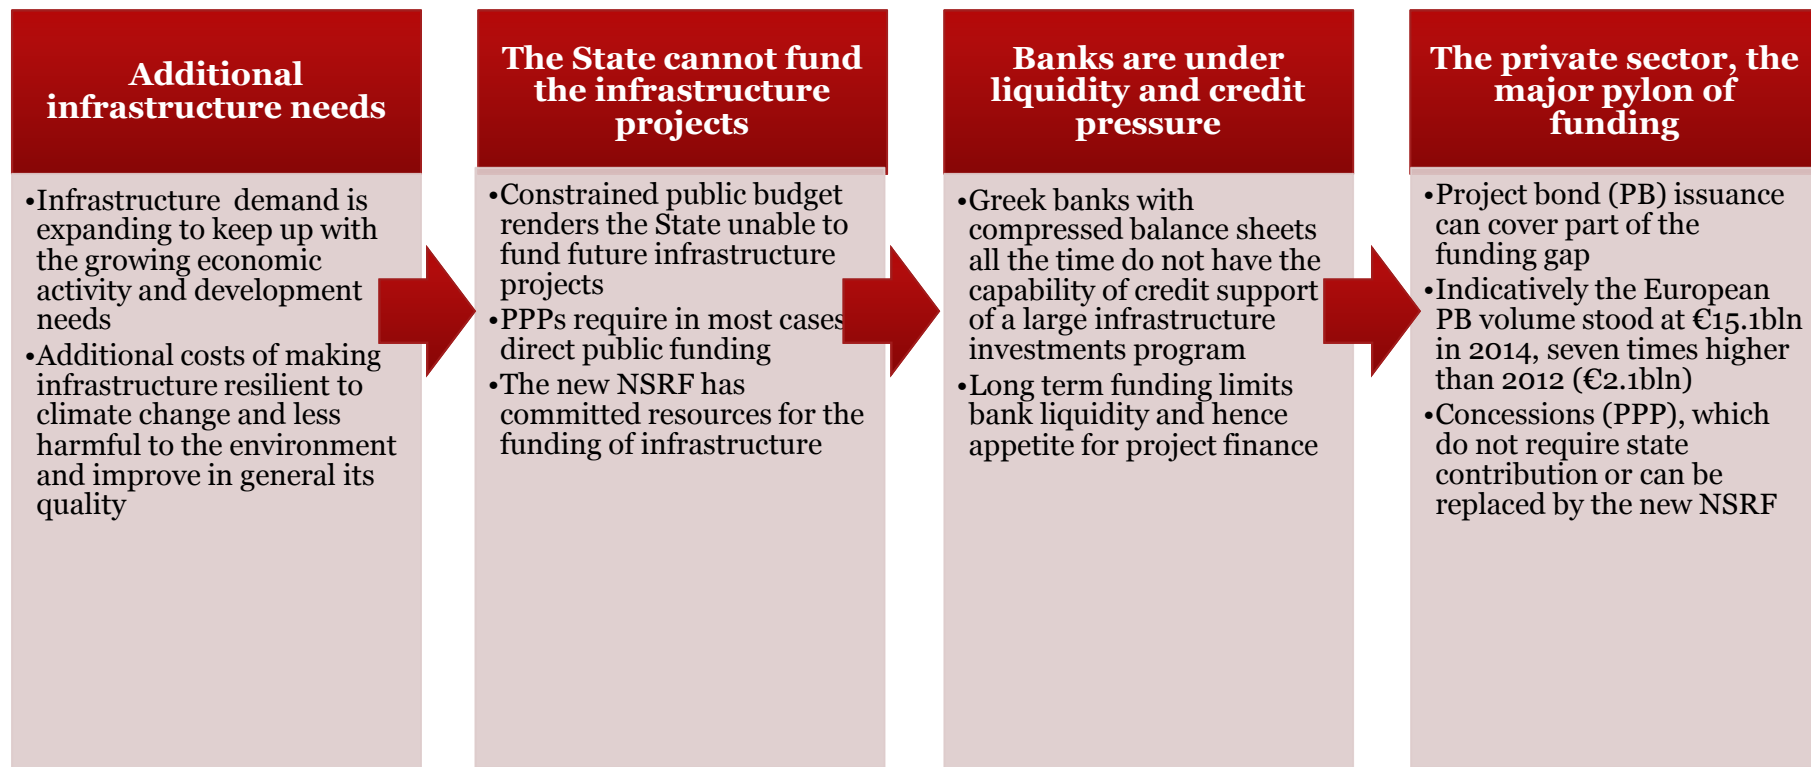 Additional
infrastructure needs
•Infrastructure demand is
expanding to keep up with
the growing economic
activity and development
needs
•Additional costs of making
infrastructure resilient to
climate change and less
harmful to the environment
and improve in general its
quality
The State cannot fund
the infrastructure
projects
•Constrained public budget
renders the State unable to
fund future infrastructure
projects
•PPPs require in most cases
direct public funding
•The new NSRF has
committed resources for the
funding of infrastructure
Banks are under
liquidity and credit
pressure
•Greek banks with
compressed balance sheets
all the time do not have the
capability of credit support
of a large infrastructure
investments program
•Long term funding limits
bank liquidity and hence
appetite for project finance
The private sector, the
major pylon of
funding
•Project bond (PB) issuance
can cover part of the
funding gap
•Indicatively the European
PB volume stood at €15.1bln
in 2014, seven times higher
than 2012 (€2.1bln)
•Concessions (PPP), which
do not require state
contribution or can be
replaced by the new NSRF